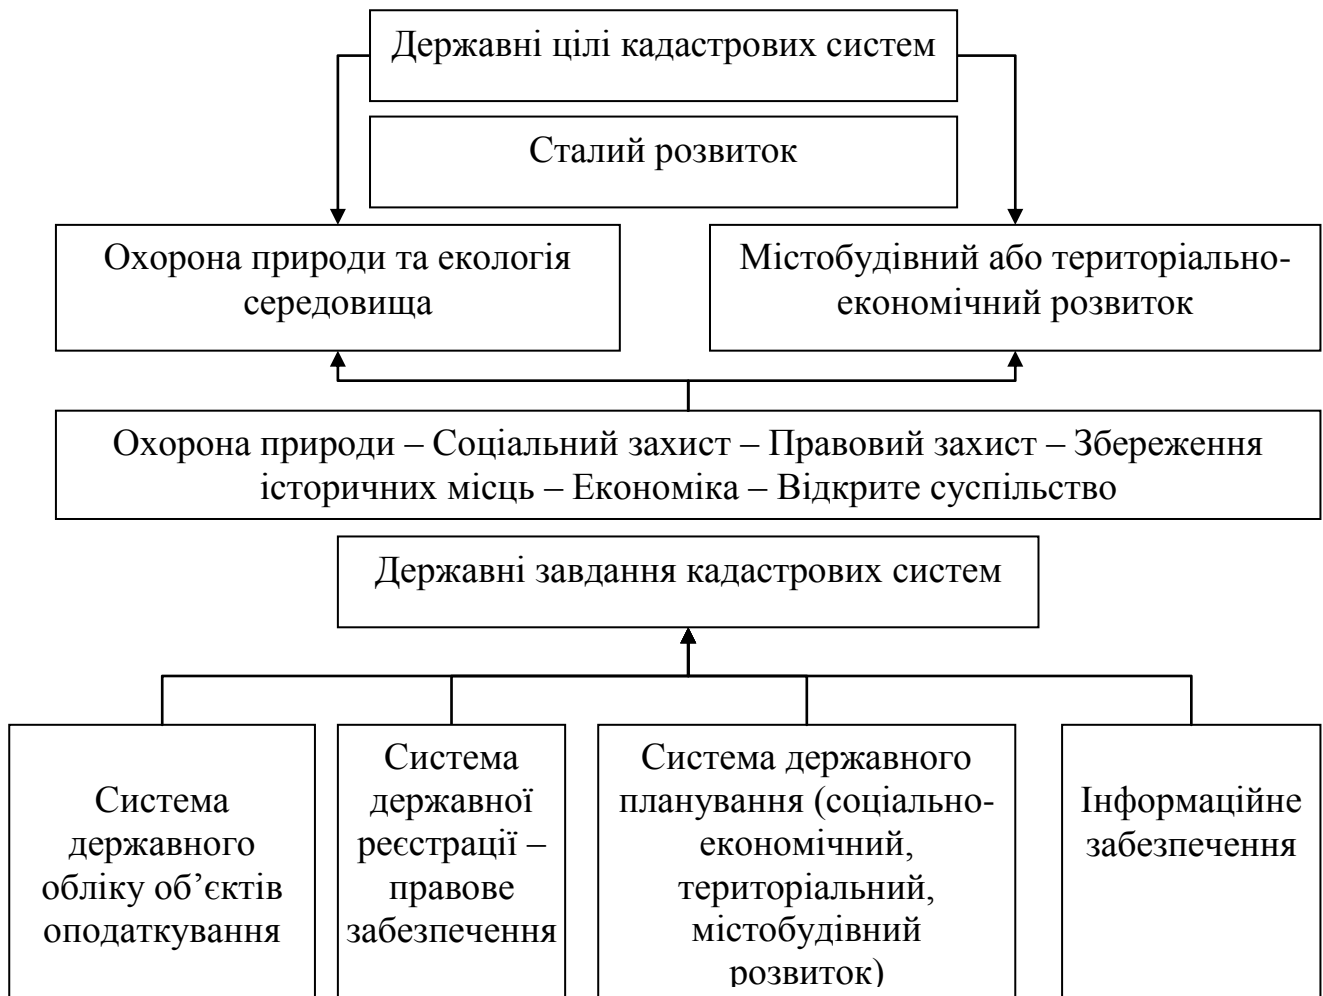 Державні цілі кадастрових систем
Сталий розвиток
Охорона природи та екологія
середовища
Містобудівний або територіально-
економічний розвиток
Охорона природи – Соціальний захист – Правовий захист – Збереження
історичних місць – Економіка – Відкрите суспільство
Державні завдання кадастрових систем
Система
державного
обліку об’єктів
оподаткування
Система
державної
реєстрації –
правове
забезпечення
Система державного
планування (соціально-
економічний,
територіальний,
містобудівний
розвиток)
Інформаційне
забезпечення